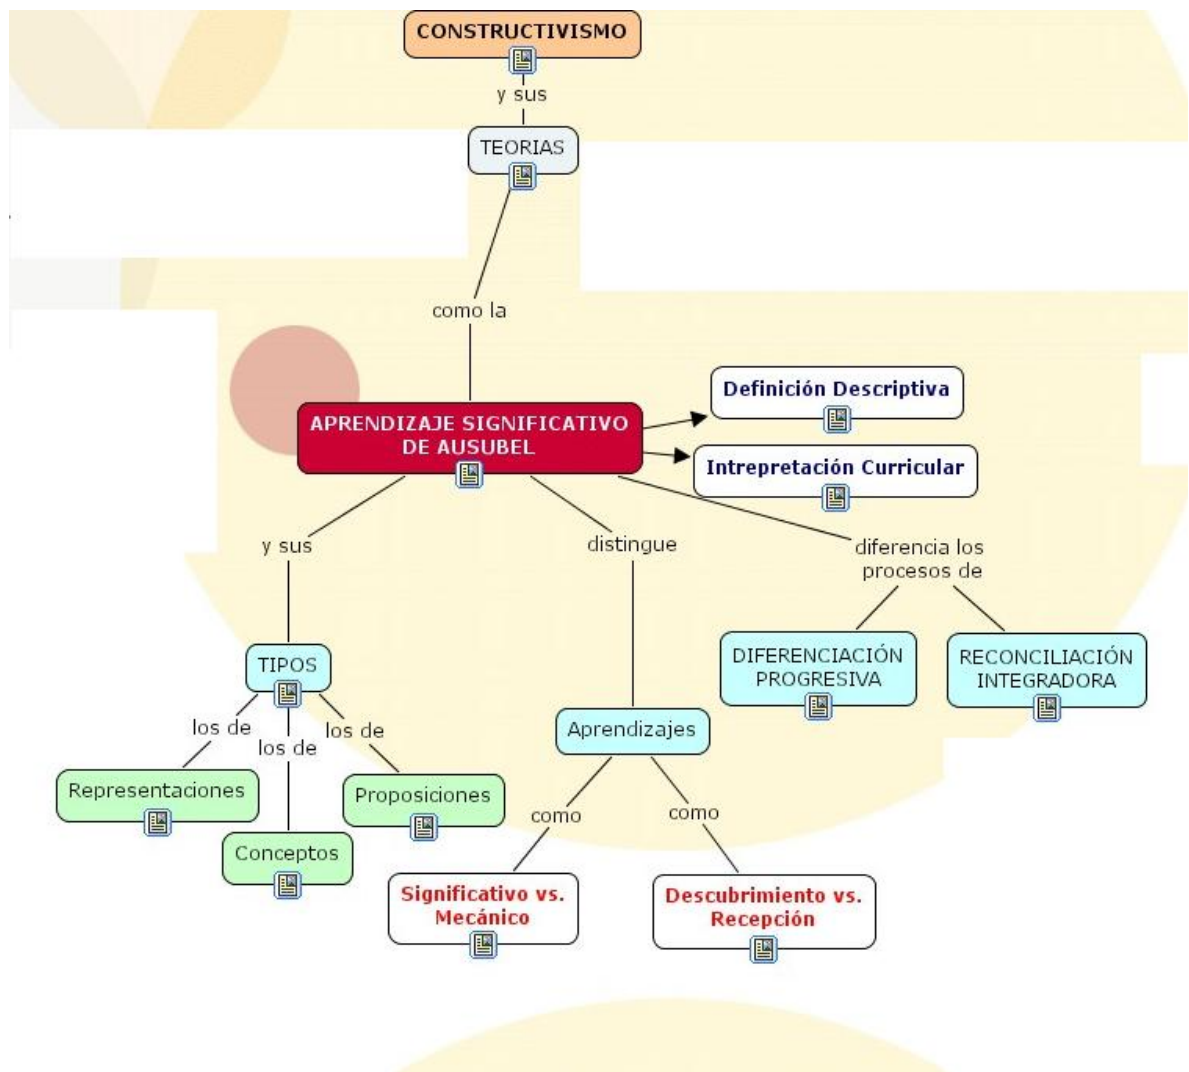 CONSTRUCTIVISMO
y sus
TEORIAS
como la
APRENDIZAJE SIGNIFICATIVO
DE AUSUBEL
Definición Descriptiva
Intrepretación Curricular
y sus
distingue
diferencia los
procesos de
TIPOS
DIFERENCIACIÓN
PROGRESIVA
RECONCILIACIÓN
INTEGRADORA
los de
los de
los de
Aprendizajes
Representaciones
Conceptos
Proposiciones
como
como
Significativo vs.
Mecánico
Descubrimiento vs.
Recepción